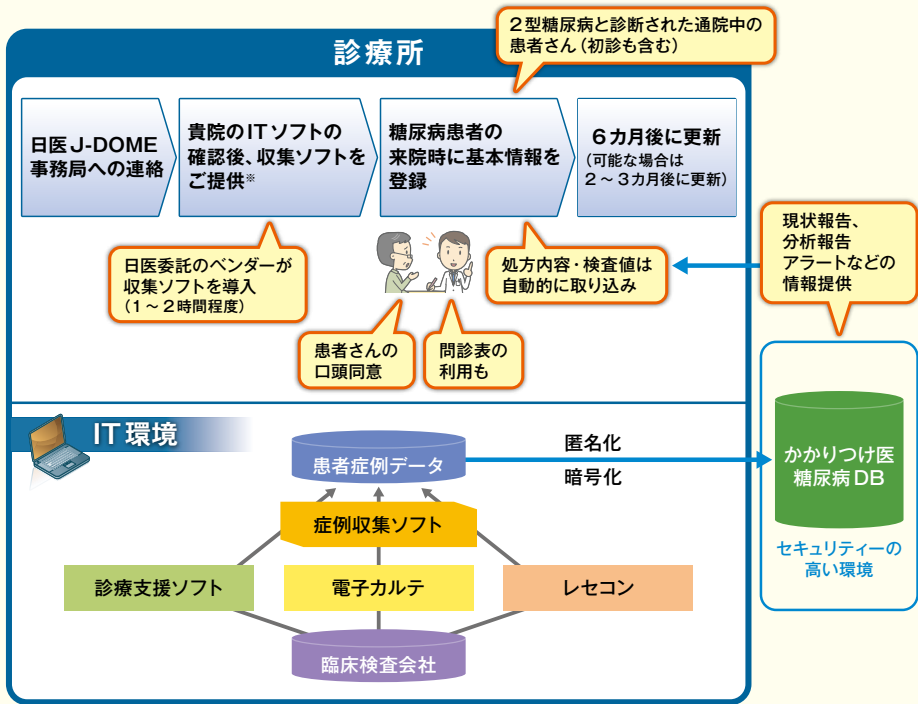 2型糖尿病と診断された通院中の
患者さん(初診も含む)
診療所
日医J-DOME
事務局への連絡
貴院のITソフトの
確認後、収集ソフトを
ご提供※
糖尿病患者の
来院時に基本情報を
登録
6カ月後に更新
(可能な場合は
2~3カ月後に更新)
日医委託のベンダーが
収集ソフトを導入
(1~2時間程度)
処方内容・検査値は
自動的に取り込み
現状報告、
分析報告
アラートなどの
情報提供
患者さんの
口頭同意
問診表の
利用も
IT環境
患者症例データ
匿名化
暗号化
かかりつけ医
糖尿病DB
症例収集ソフト
セキュリティーの
高い環境
診療支援ソフト
電子カルテ
レセコン
臨床検査会社